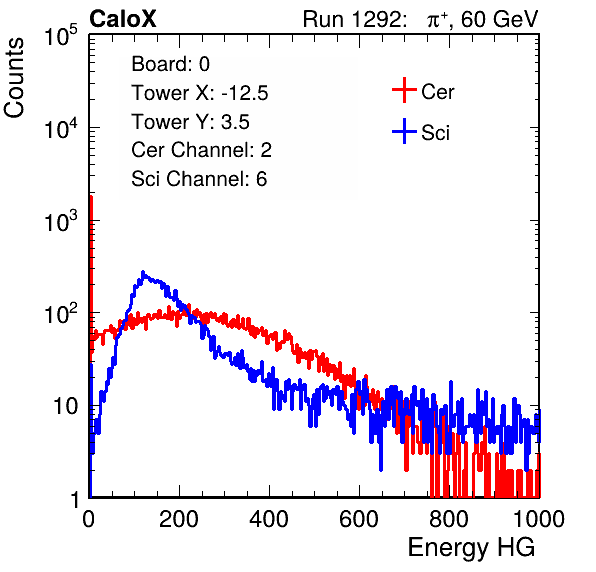 CaloX Run 1292: π⁺, 60 GeV
Counts
Board: 0
Tower X: -12.5
Tower Y: 3.5
Cer Channel: 2
Sci Channel: 6
Cer
Sci
10⁵
10⁴
10³
10²
10
1
0 200 400 600 800 1000
Energy HG